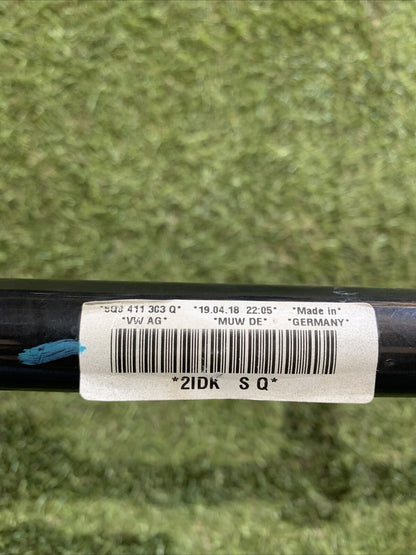 *5Q0 411 303 Q* *19.04.18 22:05* *Made in*
*VW AG* *MUW DE* *GERMANY*
*2IDK S Q*